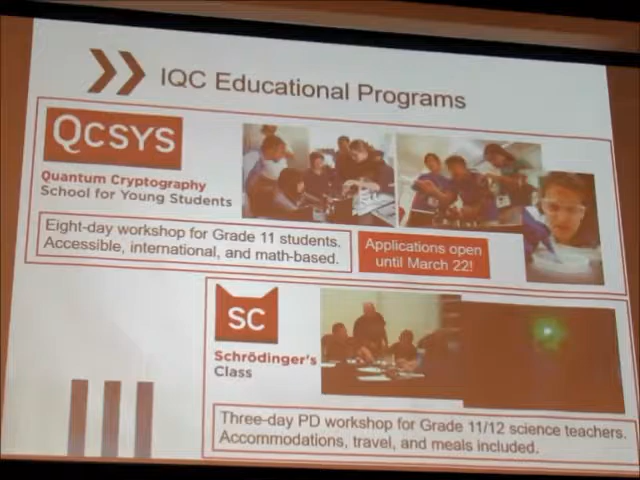 IQC Educational Programs
QCSYS
Quantum Cryptography
School for Young Students
Eight-day workshop for Grade 11 students.
Accessible, international, and math-based.
Applications open
until March 22!
SC
Schrödinger's
Class
Three-day PD workshop for Grade 11/12 science teachers.
Accommodations, travel, and meals included.